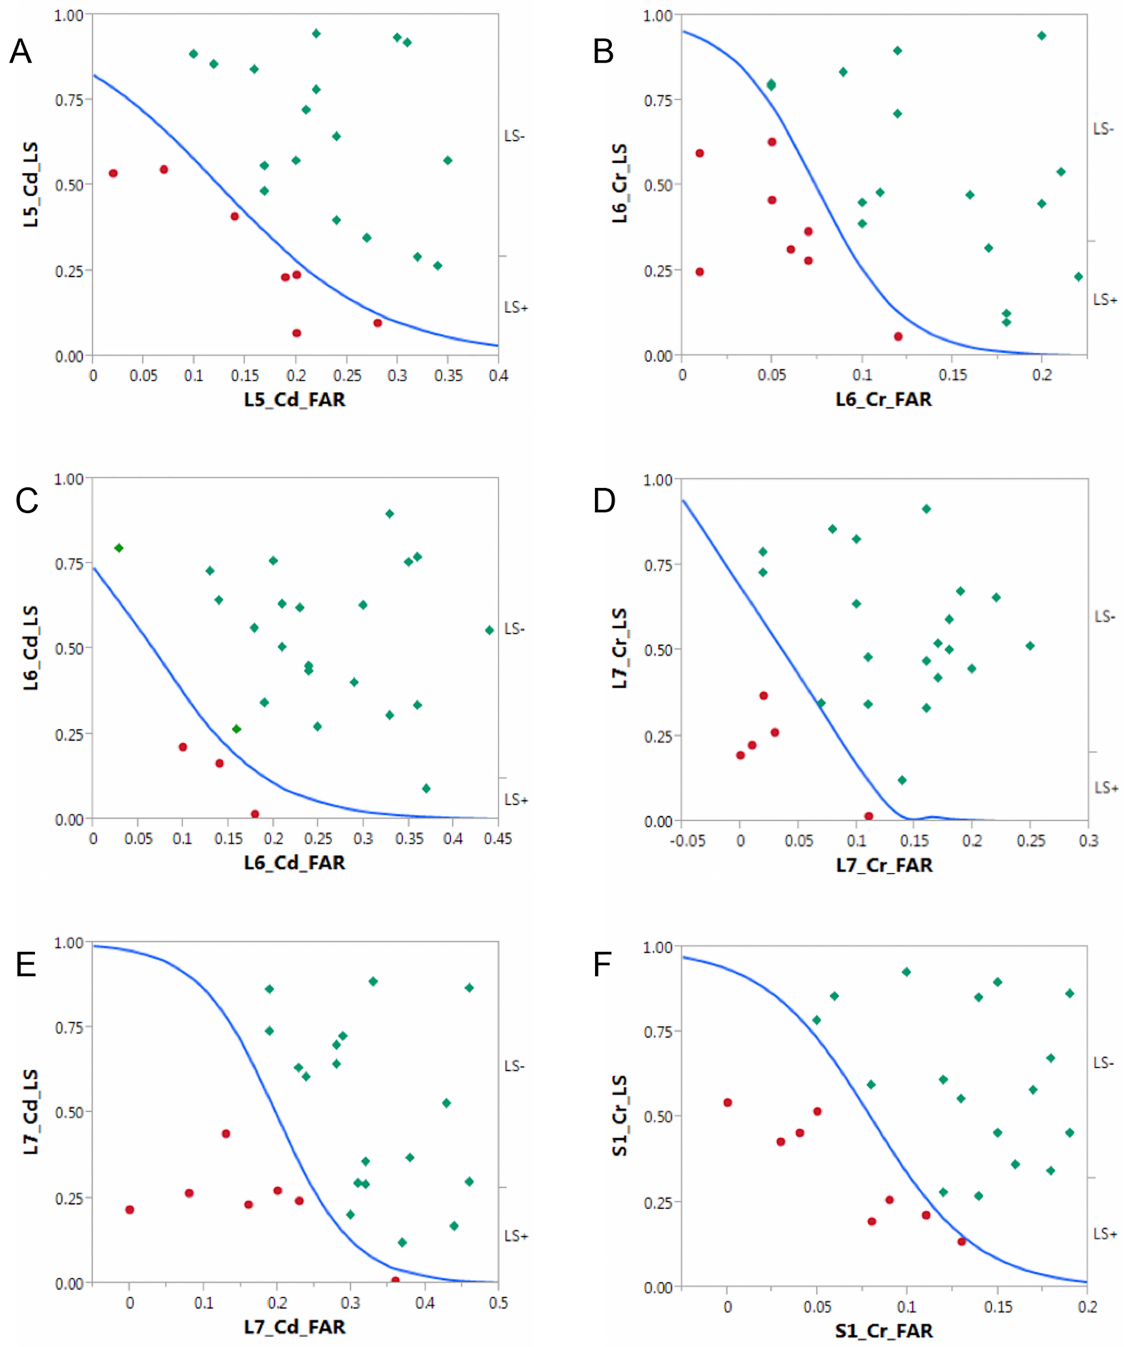 A
1.00
0.75
0.50
0.25
0.00
L5_Cd_LS
LS-
LS+
0 0.05 0.1 0.15 0.2 0.25 0.3 0.35 0.4
L5_Cd_FAR
B
1.00
0.75
0.50
0.25
0.00
L6_Cr_LS
LS-
LS+
0 0.05 0.1 0.15 0.2
L6_Cr_FAR
C
1.00
0.75
0.50
0.25
0.00
L6_Cd_LS
LS-
LS+
0 0.05 0.1 0.15 0.2 0.25 0.3 0.35 0.4 0.45
L6_Cd_FAR
D
1.00
0.75
0.50
0.25
0.00
L7_Cr_LS
LS-
LS+
-0.05 0 0.05 0.1 0.15 0.2 0.25 0.3
L7_Cr_FAR
E
1.00
0.75
0.50
0.25
0.00
L7_Cd_LS
LS-
LS+
0 0.1 0.2 0.3 0.4 0.5
L7_Cd_FAR
F
1.00
0.75
0.50
0.25
0.00
S1_Cr_LS
LS-
LS+
0 0.05 0.1 0.15 0.2
S1_Cr_FAR